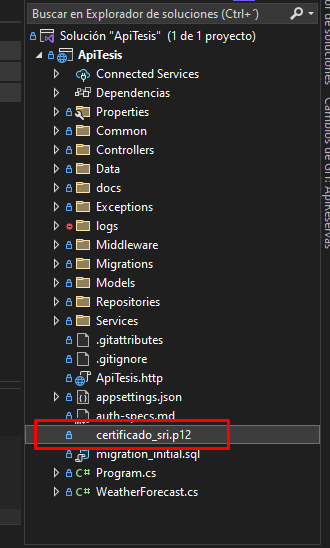 Buscar en Explorador de soluciones (Ctrl+´)
Solución "ApiTesis" (1 de 1 proyecto)
ApiTesis
Connected Services
Dependencias
Properties
Common
Controllers
Data
docs
Exceptions
logs
Middleware
Migrations
Models
Repositories
Services
.gitattributes
.gitignore
ApiTesis.http
appsettings.json
auth-specs.md
certificado_sri.p12
migration_initial.sql
C# Program.cs
C# WeatherForecast.cs
de soluciones
Cambios de GIT: ApiReservas